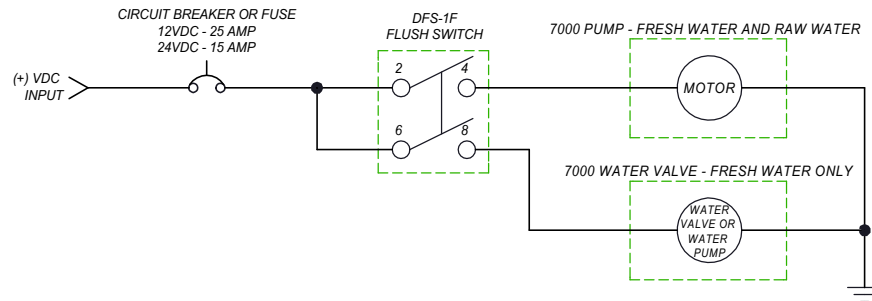 CIRCUIT BREAKER OR FUSE
12VDC - 25 AMP
24VDC - 15 AMP
DFS-1F
FLUSH SWITCH
7000 PUMP - FRESH WATER AND RAW WATER
(+) VDC
INPUT
2 4
MOTOR
6 8
7000 WATER VALVE - FRESH WATER ONLY
WATER
VALVE OR
WATER
PUMP